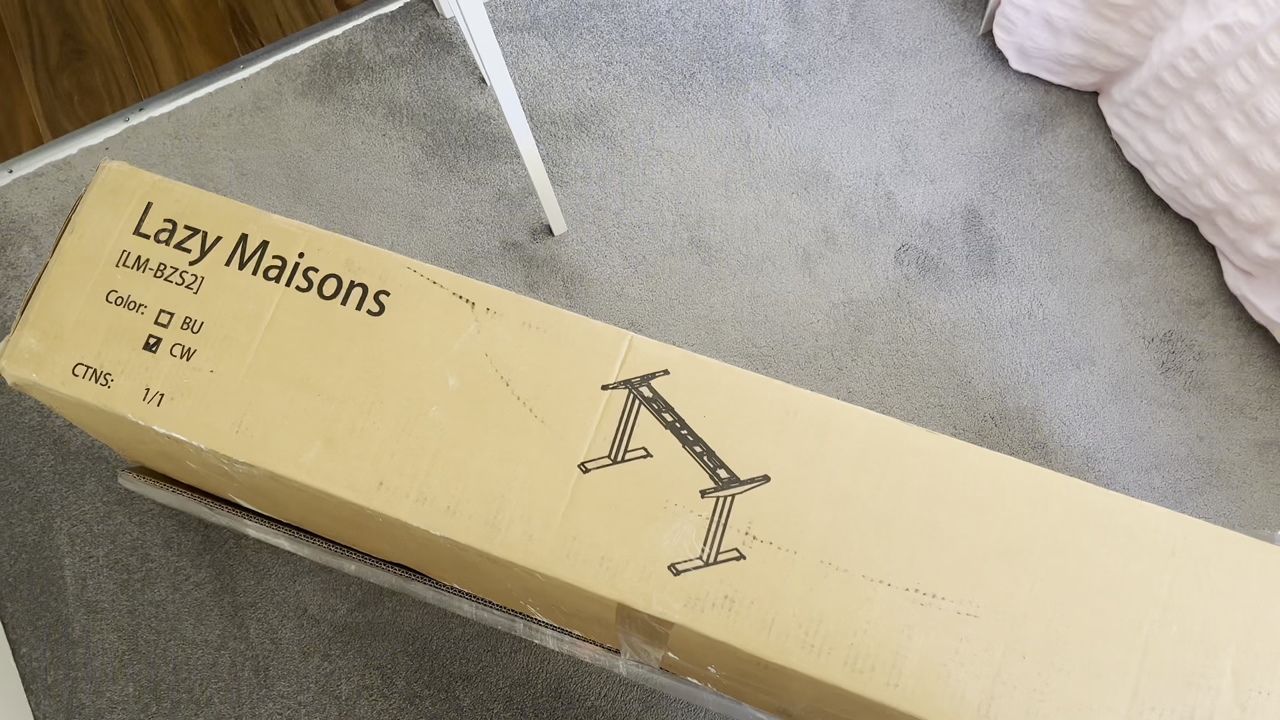 Lazy Maisons
[LM-BZS2]
Color: ☐ BU
☑ CW
CTNS: 1/1